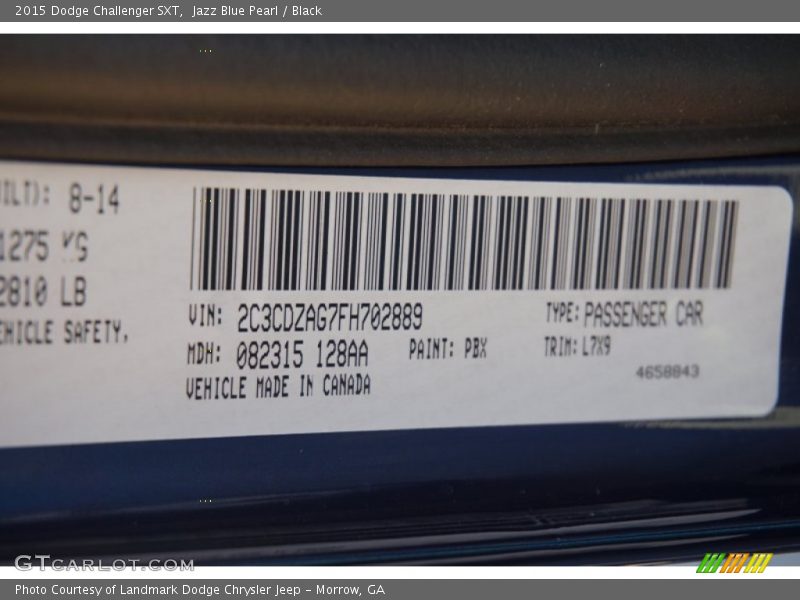 2015 Dodge Challenger SXT, Jazz Blue Pearl / Black
UILT): 8-14
1275 KG
2810 LB
EHICLE SAFETY,
VIN: 2C3CDZAG7FH702889 TYPE: PASSENGER CAR
MDH: 082315 128AA PAINT: PBX TRIM: L7X9
VEHICLE MADE IN CANADA 4658843
GTCARLOT.COM
Photo Courtesy of Landmark Dodge Chrysler Jeep - Morrow, GA